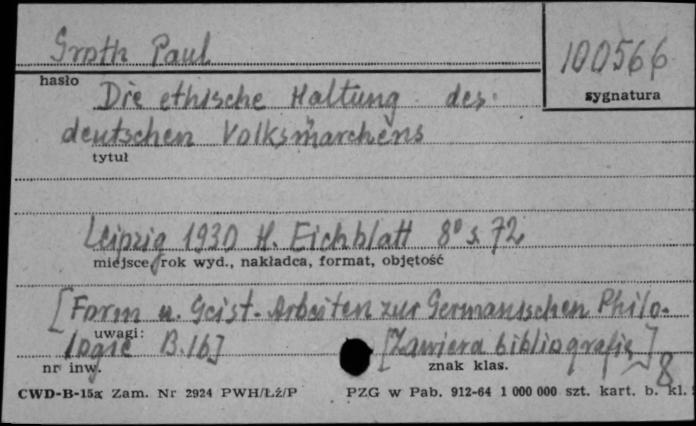 Groth Paul
100566
hasło
sygnatura
Die ethische Haltung des
deutschen Volksmärchens
tytuł
Leipzig 1930 H. Eichblatt 8° s. 72
miejsce, rok wyd., nakładca, format, objętość
[Form u. Geist-Arbeiten zur Germanischen Philo-
uwagi:
logie B. 16]
[Zawiera bibliografię]
8
nr inw.
znak klas.
CWD-B-15a Zam. Nr 2924 PWH/Łź/P
PZG w Pab. 912-64 1 000 000 szt. kart. b. kl.